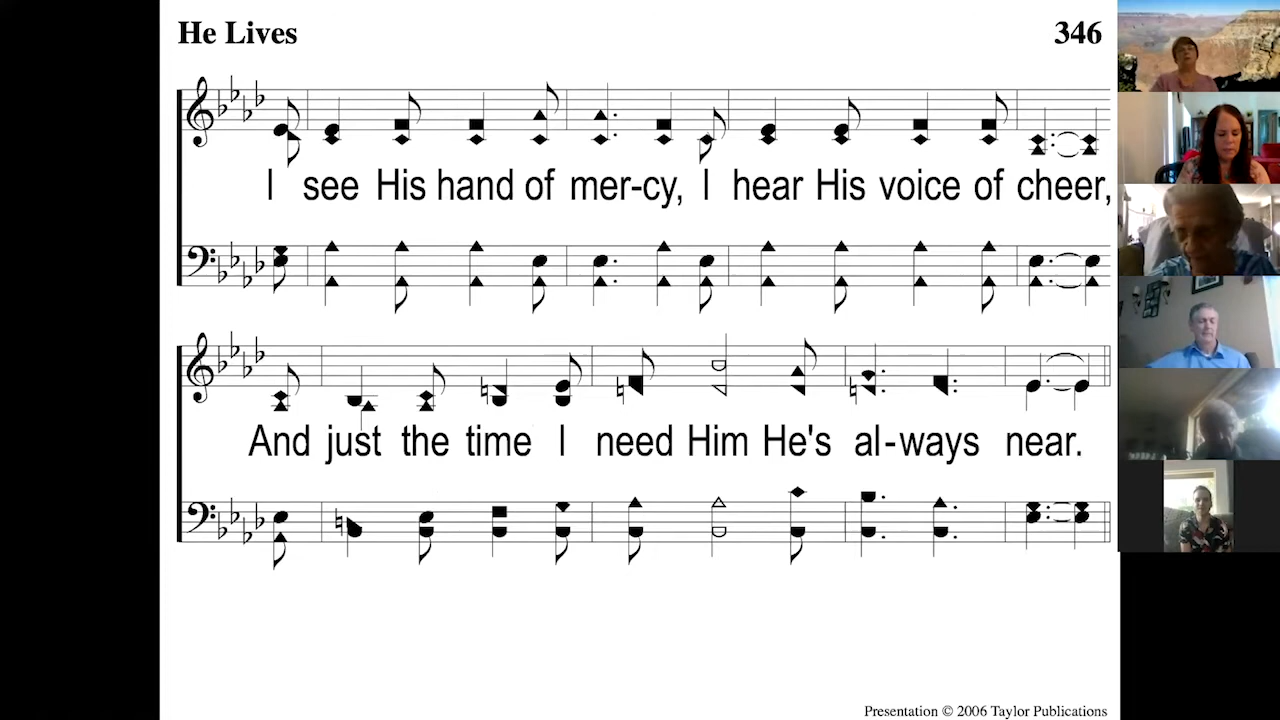 He Lives 346
I see His hand of mer-cy, I hear His voice of cheer,
And just the time I need Him He's al-ways near.
Presentation © 2006 Taylor Publications